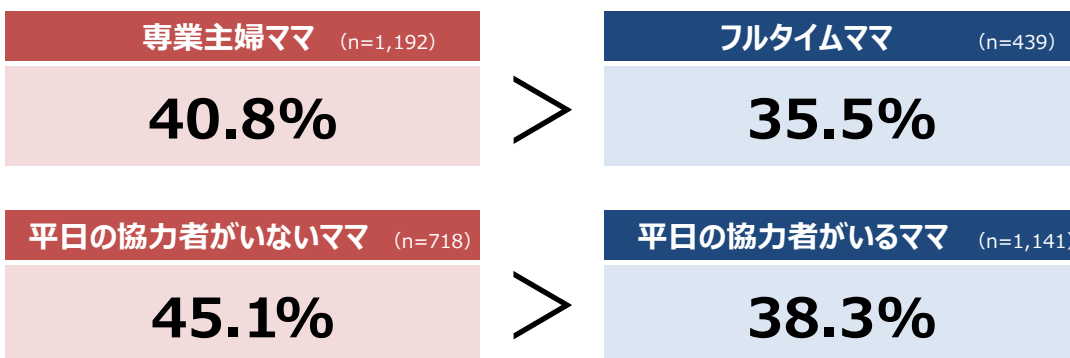 専業主婦ママ （n=1,192） フルタイムママ （n=439）
40.8% ＞ 35.5%
平日の協力者がいないママ （n=718） 平日の協力者がいるママ （n=1,141）
45.1% ＞ 38.3%